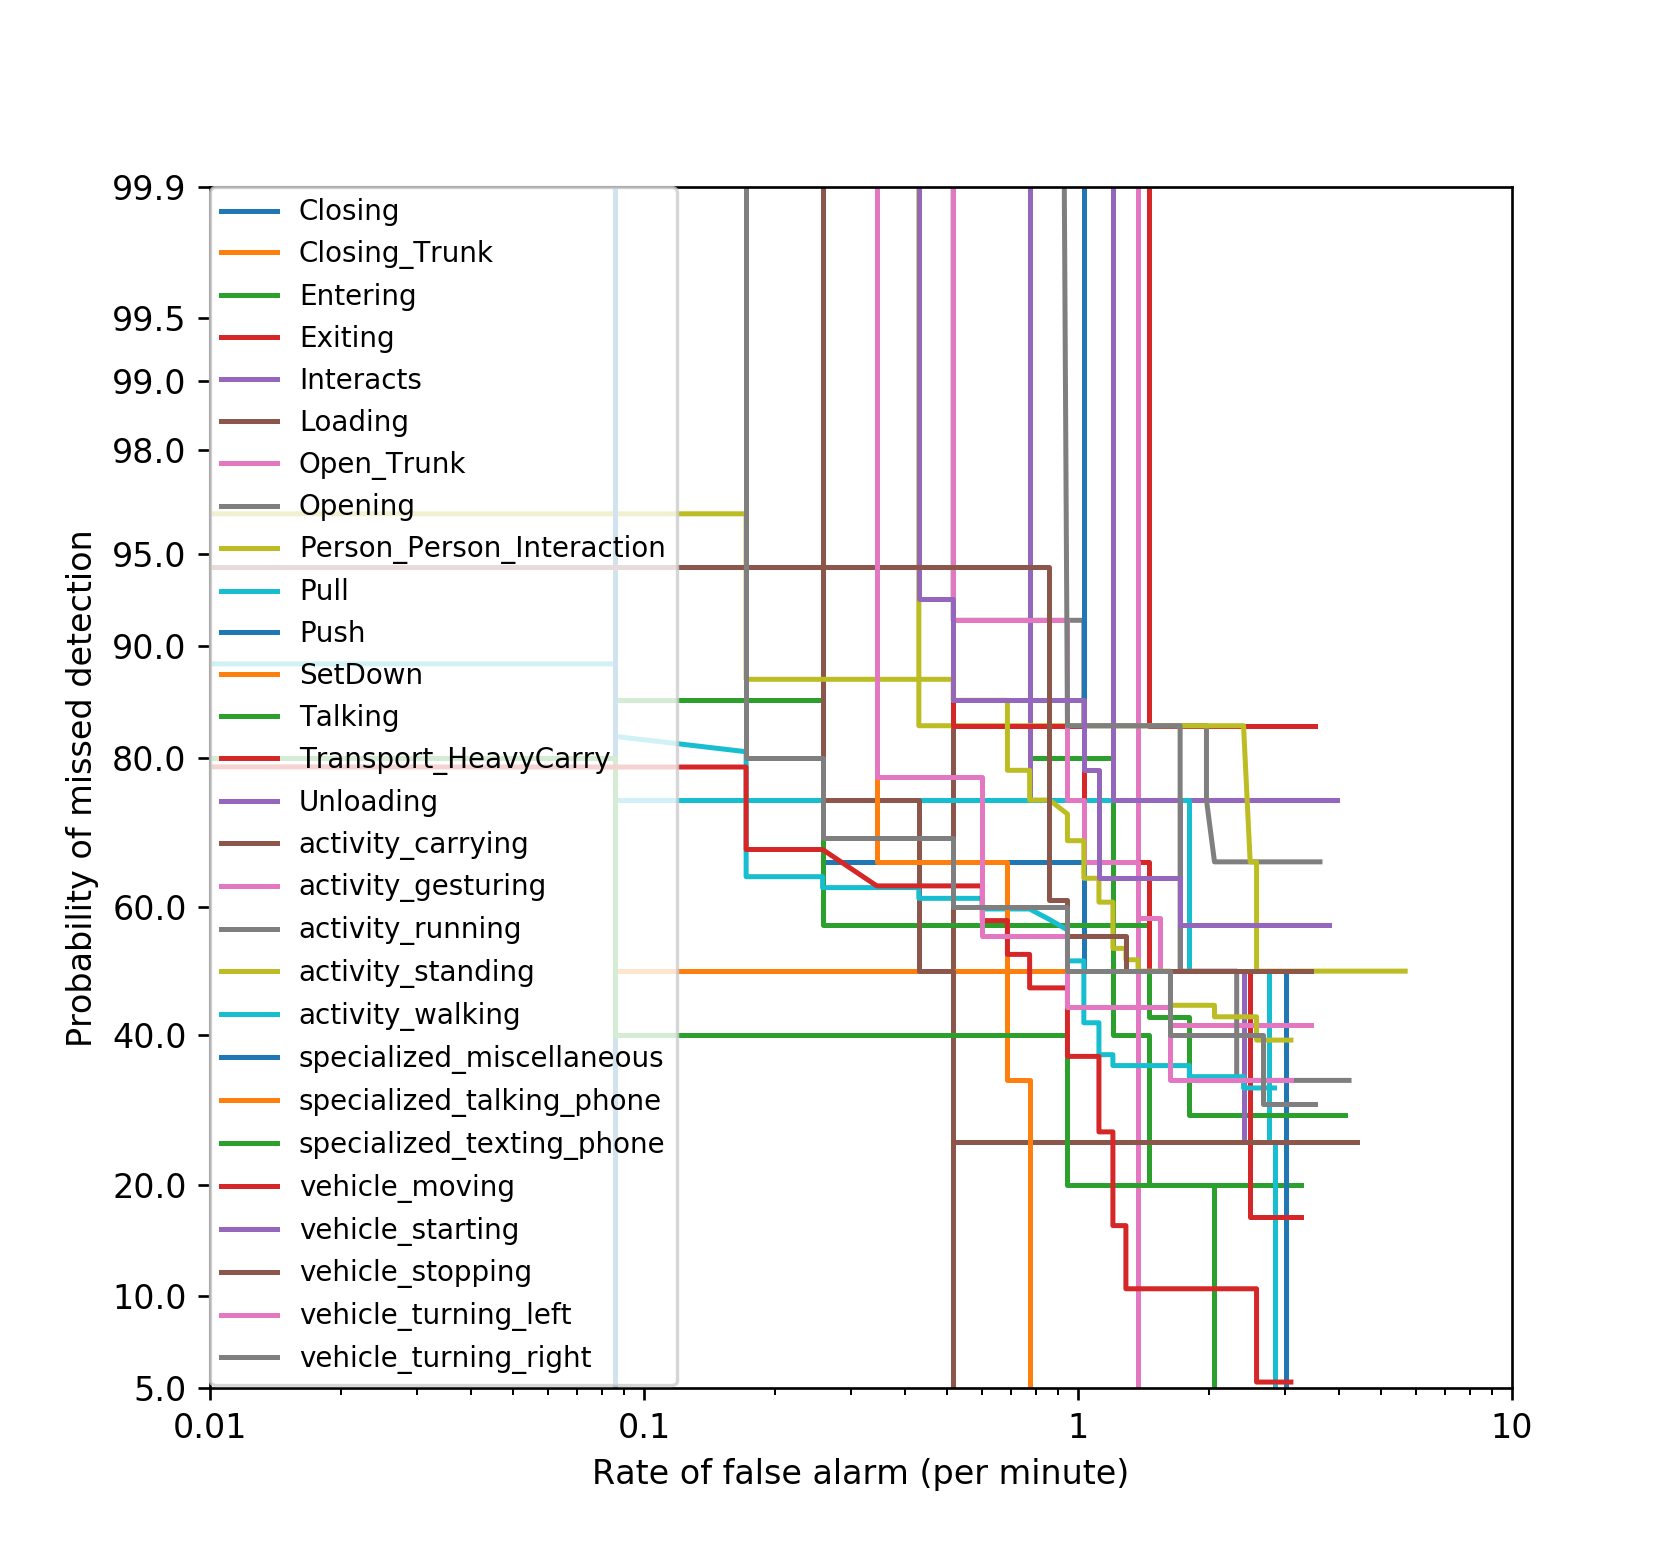 99.9
99.5
99.0
98.0
95.0
90.0
80.0
60.0
40.0
20.0
10.0
5.0
Probability of missed detection
Closing
Closing_Trunk
Entering
Exiting
Interacts
Loading
Open_Trunk
Opening
Person_Person_Interaction
Pull
Push
SetDown
Talking
Transport_HeavyCarry
Unloading
activity_carrying
activity_gesturing
activity_running
activity_standing
activity_walking
specialized_miscellaneous
specialized_talking_phone
specialized_texting_phone
vehicle_moving
vehicle_starting
vehicle_stopping
vehicle_turning_left
vehicle_turning_right
0.01 0.1 1 10
Rate of false alarm (per minute)